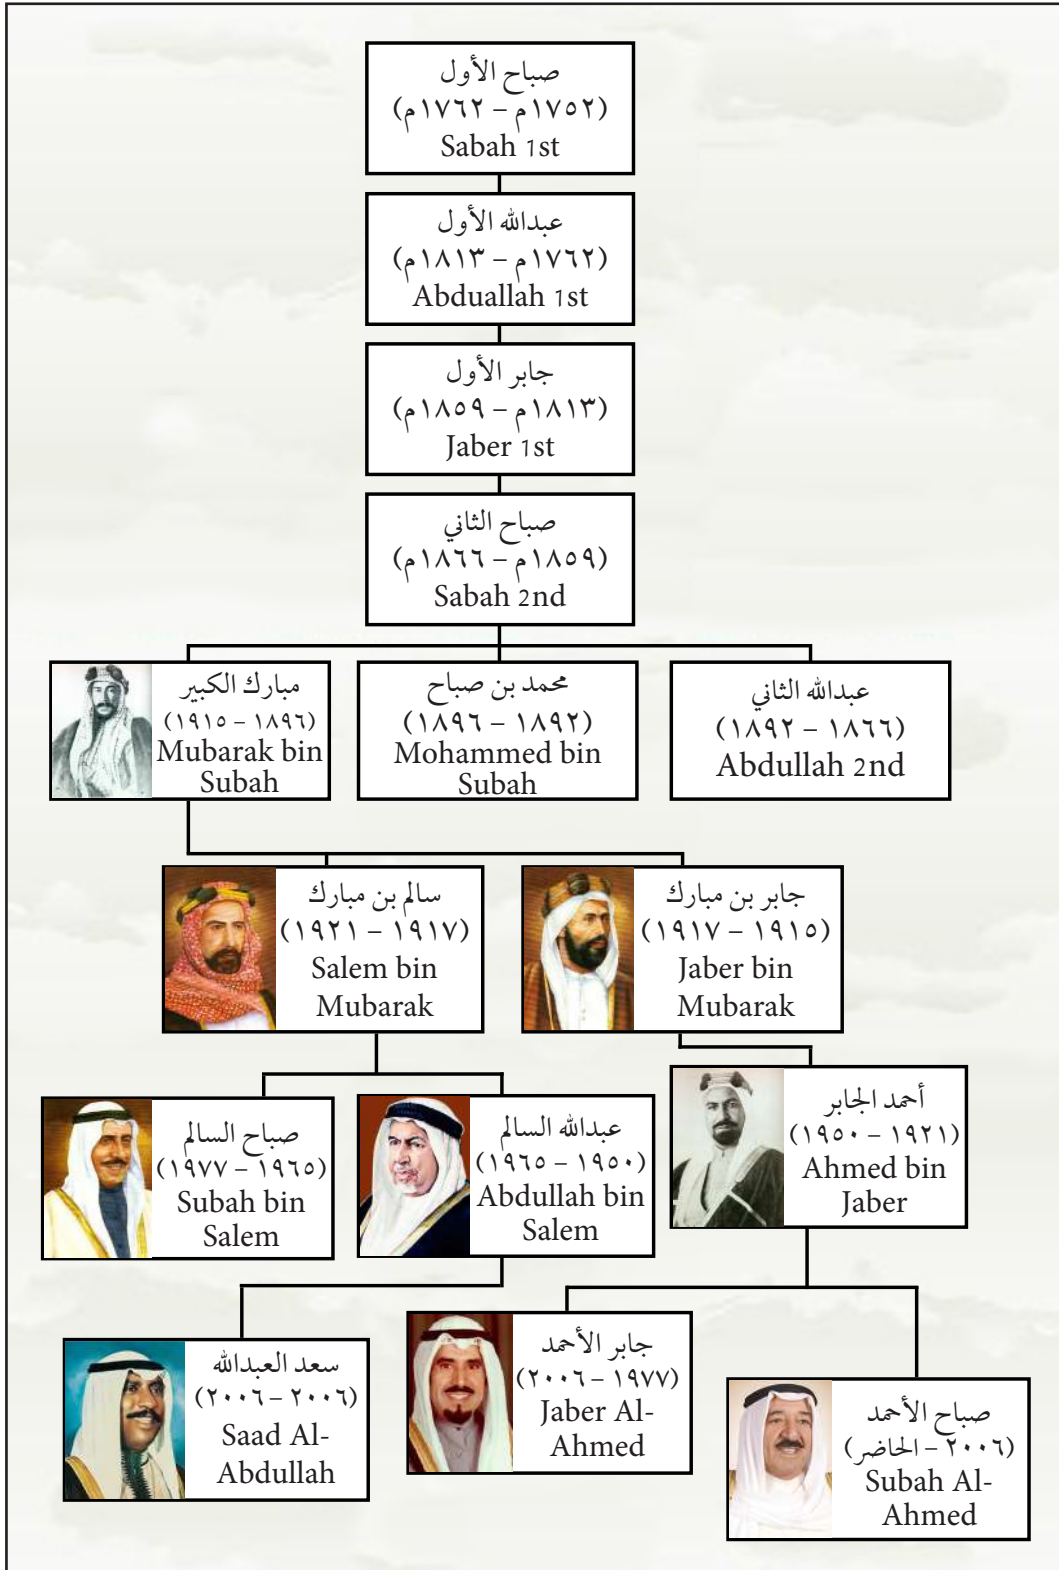 صباح الأول
(١٧٥٢م – ١٧٦٢م)
Sabah 1st
عبدالله الأول
(١٧٦٢م – ١٨١٣م)
Abduallah 1st
جابر الأول
(١٨١٣م – ١٨٥٩م)
Jaber 1st
صباح الثاني
(١٨٥٩م – ١٨٦٦م)
Sabah 2nd
مبارك الكبير
(١٨٩٦ – ١٩١٥)
Mubarak bin
Subah
محمد بن صباح
(١٨٩٢ – ١٨٩٦)
Mohammed bin
Subah
عبدالله الثاني
(١٨٦٦ – ١٨٩٢)
Abdullah 2nd
سالم بن مبارك
(١٩١٧ – ١٩٢١)
Salem bin
Mubarak
جابر بن مبارك
(١٩١٥ – ١٩١٧)
Jaber bin
Mubarak
صباح السالم
(١٩٦٥ – ١٩٧٧)
Subah bin
Salem
عبدالله السالم
(١٩٥٠ – ١٩٦٥)
Abdullah bin
Salem
أحمد الجابر
(١٩٢١ – ١٩٥٠)
Ahmed bin
Jaber
سعد العبدالله
(٢٠٠٦ – ٢٠٠٦)
Saad Al-
Abdullah
جابر الأحمد
(١٩٧٧ – ٢٠٠٦)
Jaber Al-
Ahmed
صباح الأحمد
(٢٠٠٦ – الحاضر)
Subah Al-
Ahmed